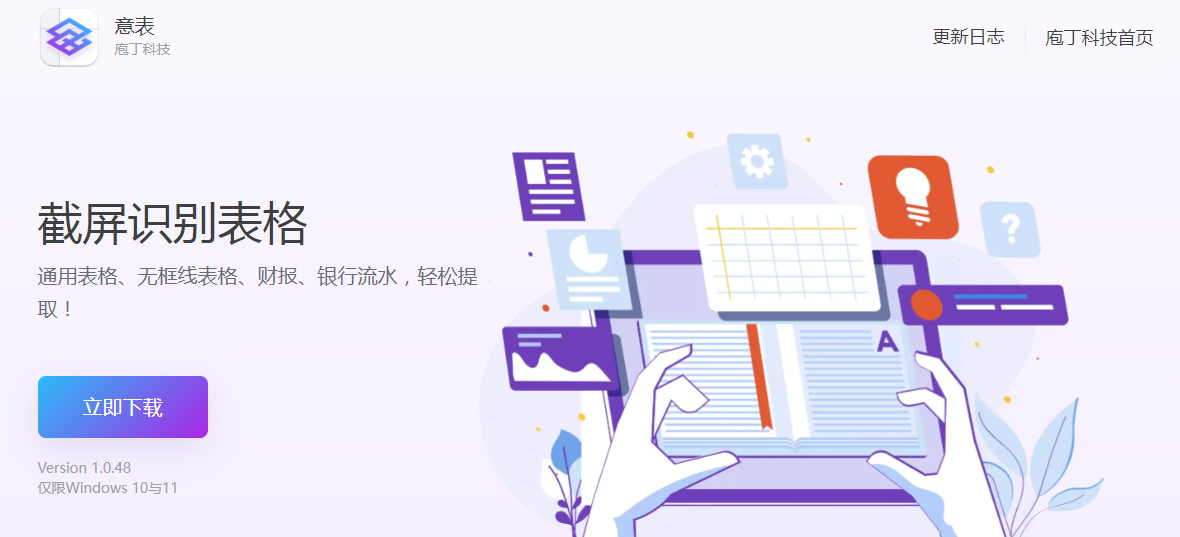 意表
庖丁科技
更新日志
庖丁科技首页
截屏识别表格
通用表格、无框线表格、财报、银行流水，轻松提
取！
立即下载
Version 1.0.48
仅限Windows 10与11
?
A